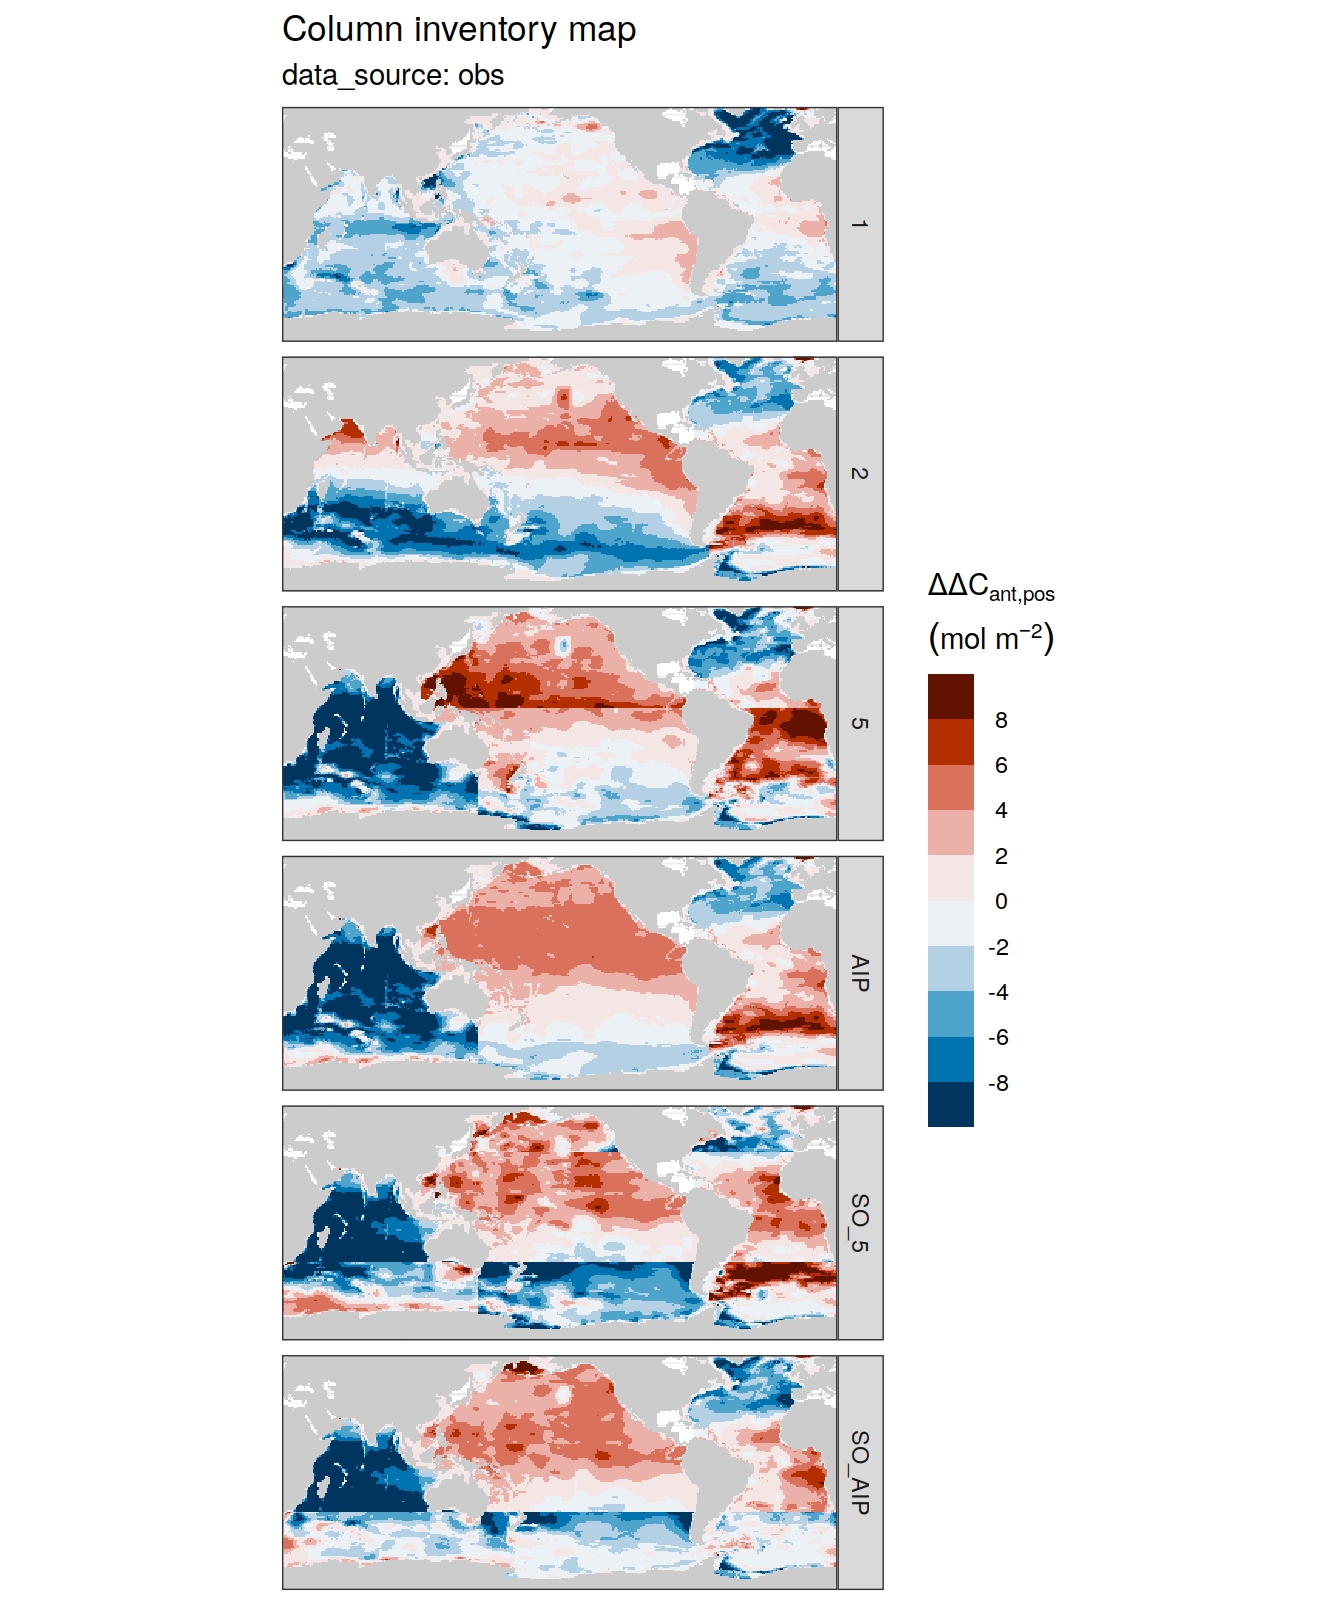 Column inventory map
data_source: obs
1
2
5
AIP
SO_5
SO_AIP
ΔΔCant,pos
(mol m−2)
8
6
4
2
0
-2
-4
-6
-8